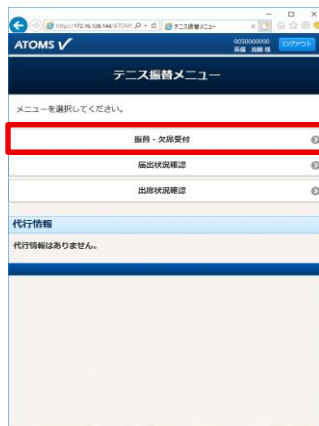 http://172.16.128.144/ATOM
テニス振替メニュー
ATOMS
0050000090
ログアウト
テニス振替メニュー
メニューを選択してください。
振替・欠席受付
届出状況確認
出席状況確認
代行情報
代行情報はありません。